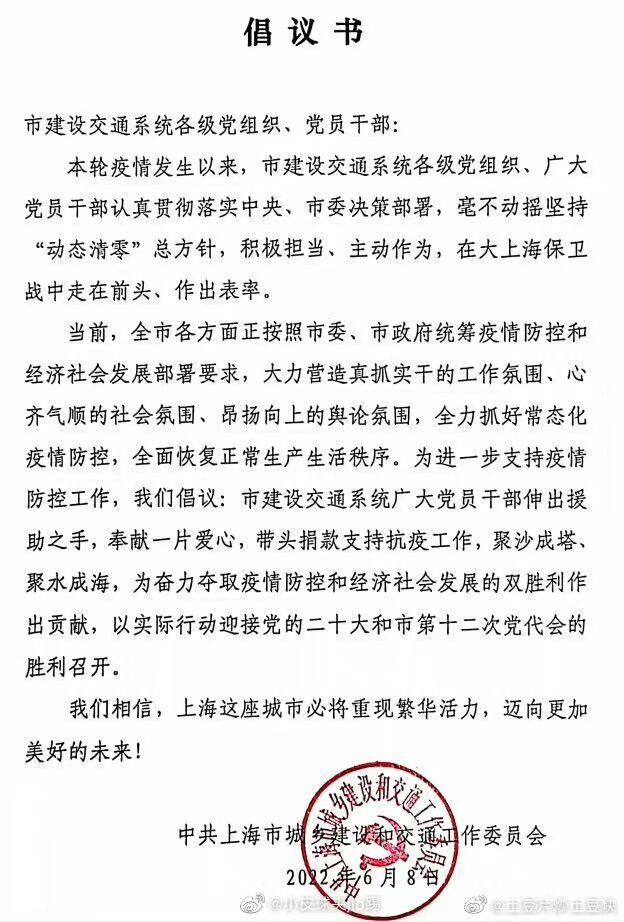 倡议书
市建设交通系统各级党组织、党员干部：
本轮疫情发生以来，市建设交通系统各级党组织、广大
党员干部认真贯彻落实中央、市委决策部署，毫不动摇坚持
“动态清零”总方针，积极担当、主动作为，在大上海保卫
战中走在前头、作出表率。
当前，全市各方面正按照市委、市政府统筹疫情防控和
经济社会发展部署要求，大力营造真抓实干的工作氛围、心
齐气顺的社会氛围、昂扬向上的舆论氛围，全力抓好常态化
疫情防控，全面恢复正常生产生活秩序。为进一步支持疫情
防控工作，我们倡议：市建设交通系统广大党员干部伸出援
助之手，奉献一片爱心，带头捐款支持抗疫工作，聚沙成塔、
聚水成海，为奋力夺取疫情防控和经济社会发展的双胜利作
出贡献，以实际行动迎接党的二十大和市第十二次党代会的
胜利召开。
我们相信，上海这座城市必将重现繁华活力，迈向更加
美好的未来！
中共上海市城乡建设和交通工作委员会
2022年6月8日
中共上海市城乡建设和交通工作委员会
@土豆片炒土豆块